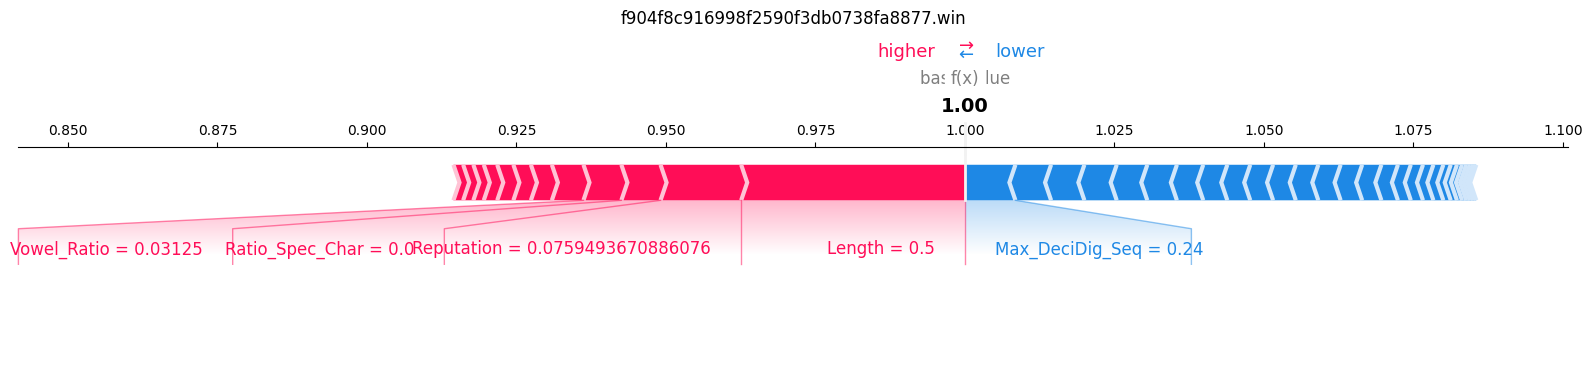 f904f8c916998f2590f3db0738fa8877.win
higher ⇄ lower
bas f(x) lue
1.00
0.850 0.875 0.900 0.925 0.950 0.975 1.000 1.025 1.050 1.075 1.100
Vowel_Ratio = 0.03125 Ratio_Spec_Char = 0.0 Reputation = 0.0759493670886076 Length = 0.5 Max_DeciDig_Seq = 0.24